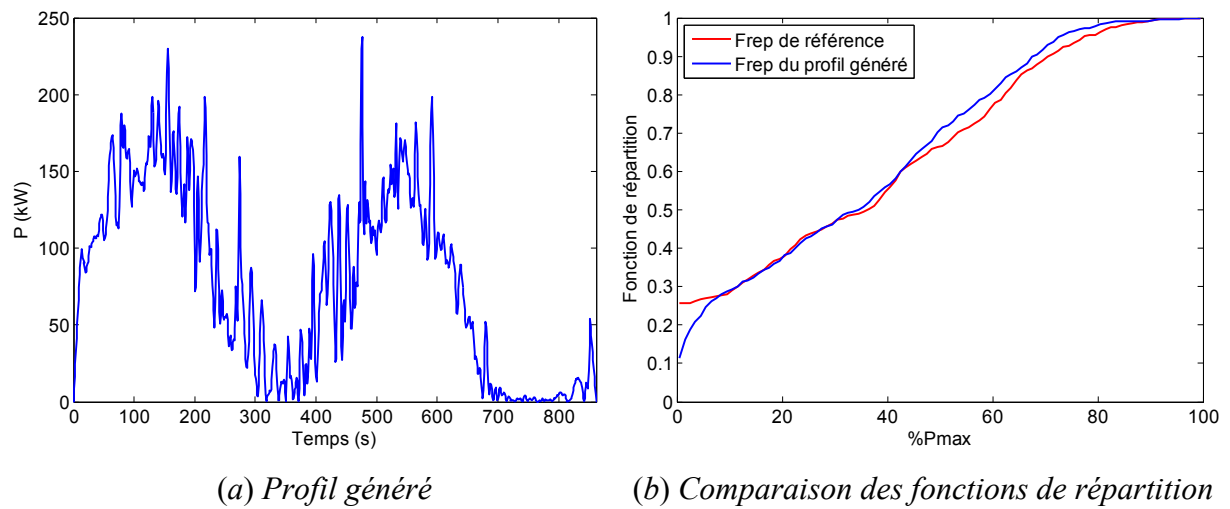 250
200
150
100
50
0
P (kW)
0 100 200 300 400 500 600 700 800
Temps (s)
(a) Profil généré
1
0.9
0.8
0.7
0.6
0.5
0.4
0.3
0.2
0.1
0
Fonction de répartition
Frep de référence
Frep du profil généré
0 20 40 60 80 100
%Pmax
(b) Comparaison des fonctions de répartition